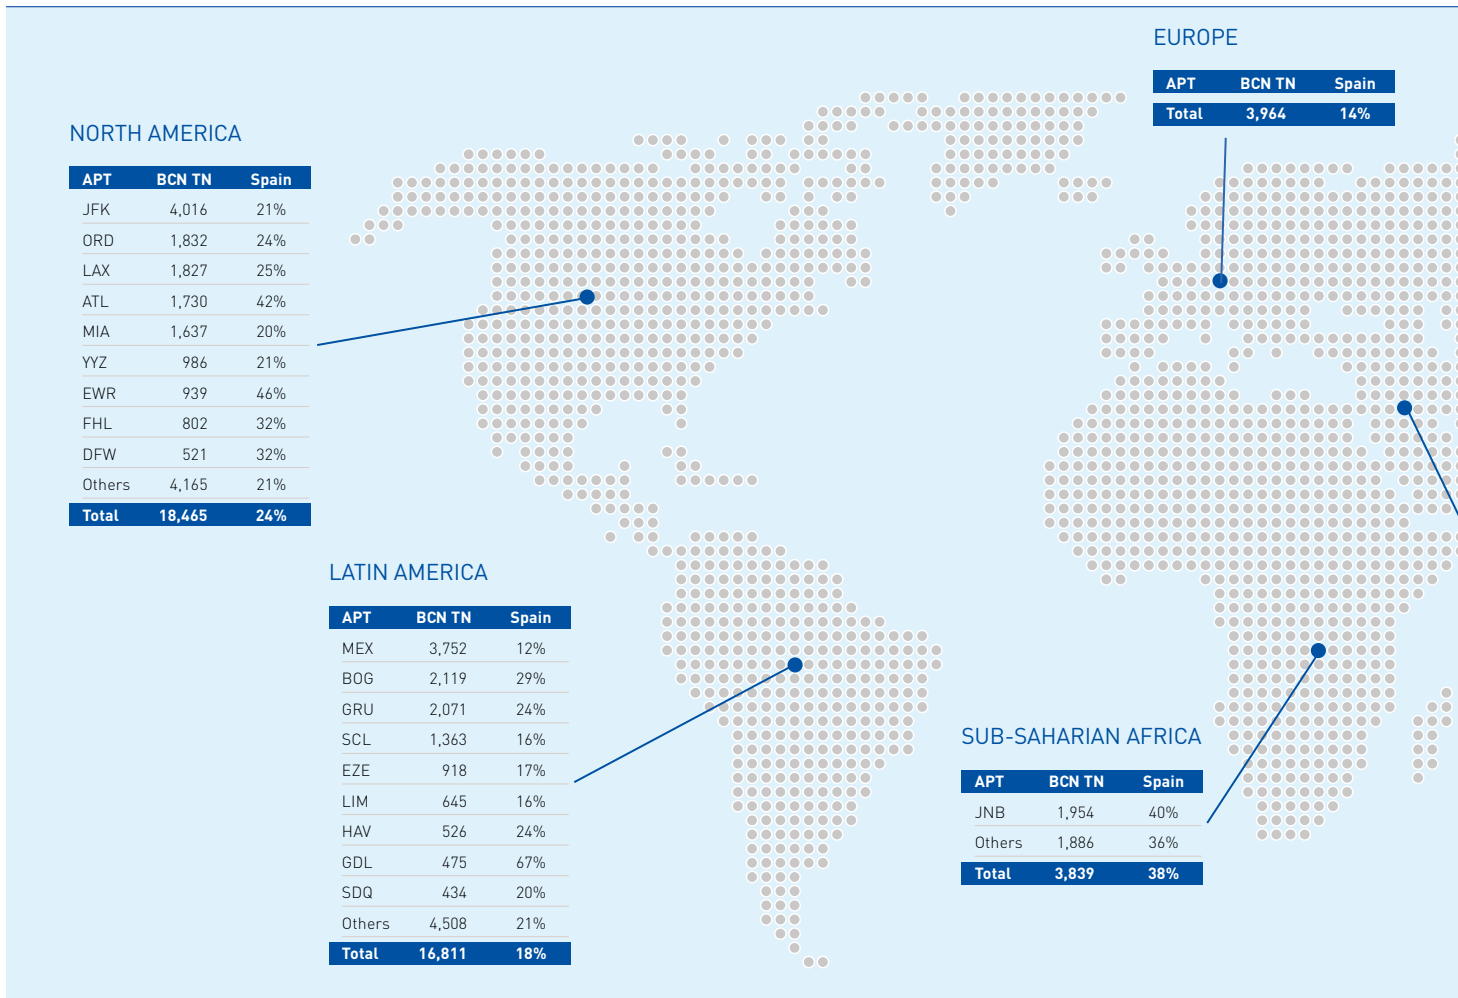 EUROPE
APT BCN TN Spain
Total 3,964 14%
NORTH AMERICA
APT BCN TN Spain
JFK 4,016 21%
ORD 1,832 24%
LAX 1,827 25%
ATL 1,730 42%
MIA 1,637 20%
YYZ 986 21%
EWR 939 46%
FHL 802 32%
DFW 521 32%
Others 4,165 21%
Total 18,465 24%
LATIN AMERICA
APT BCN TN Spain
MEX 3,752 12%
BOG 2,119 29%
GRU 2,071 24%
SCL 1,363 16%
EZE 918 17%
LIM 645 16%
HAV 526 24%
GDL 475 67%
SDQ 434 20%
Others 4,508 21%
Total 16,811 18%
SUB-SAHARIAN AFRICA
APT BCN TN Spain
JNB 1,954 40%
Others 1,886 36%
Total 3,839 38%